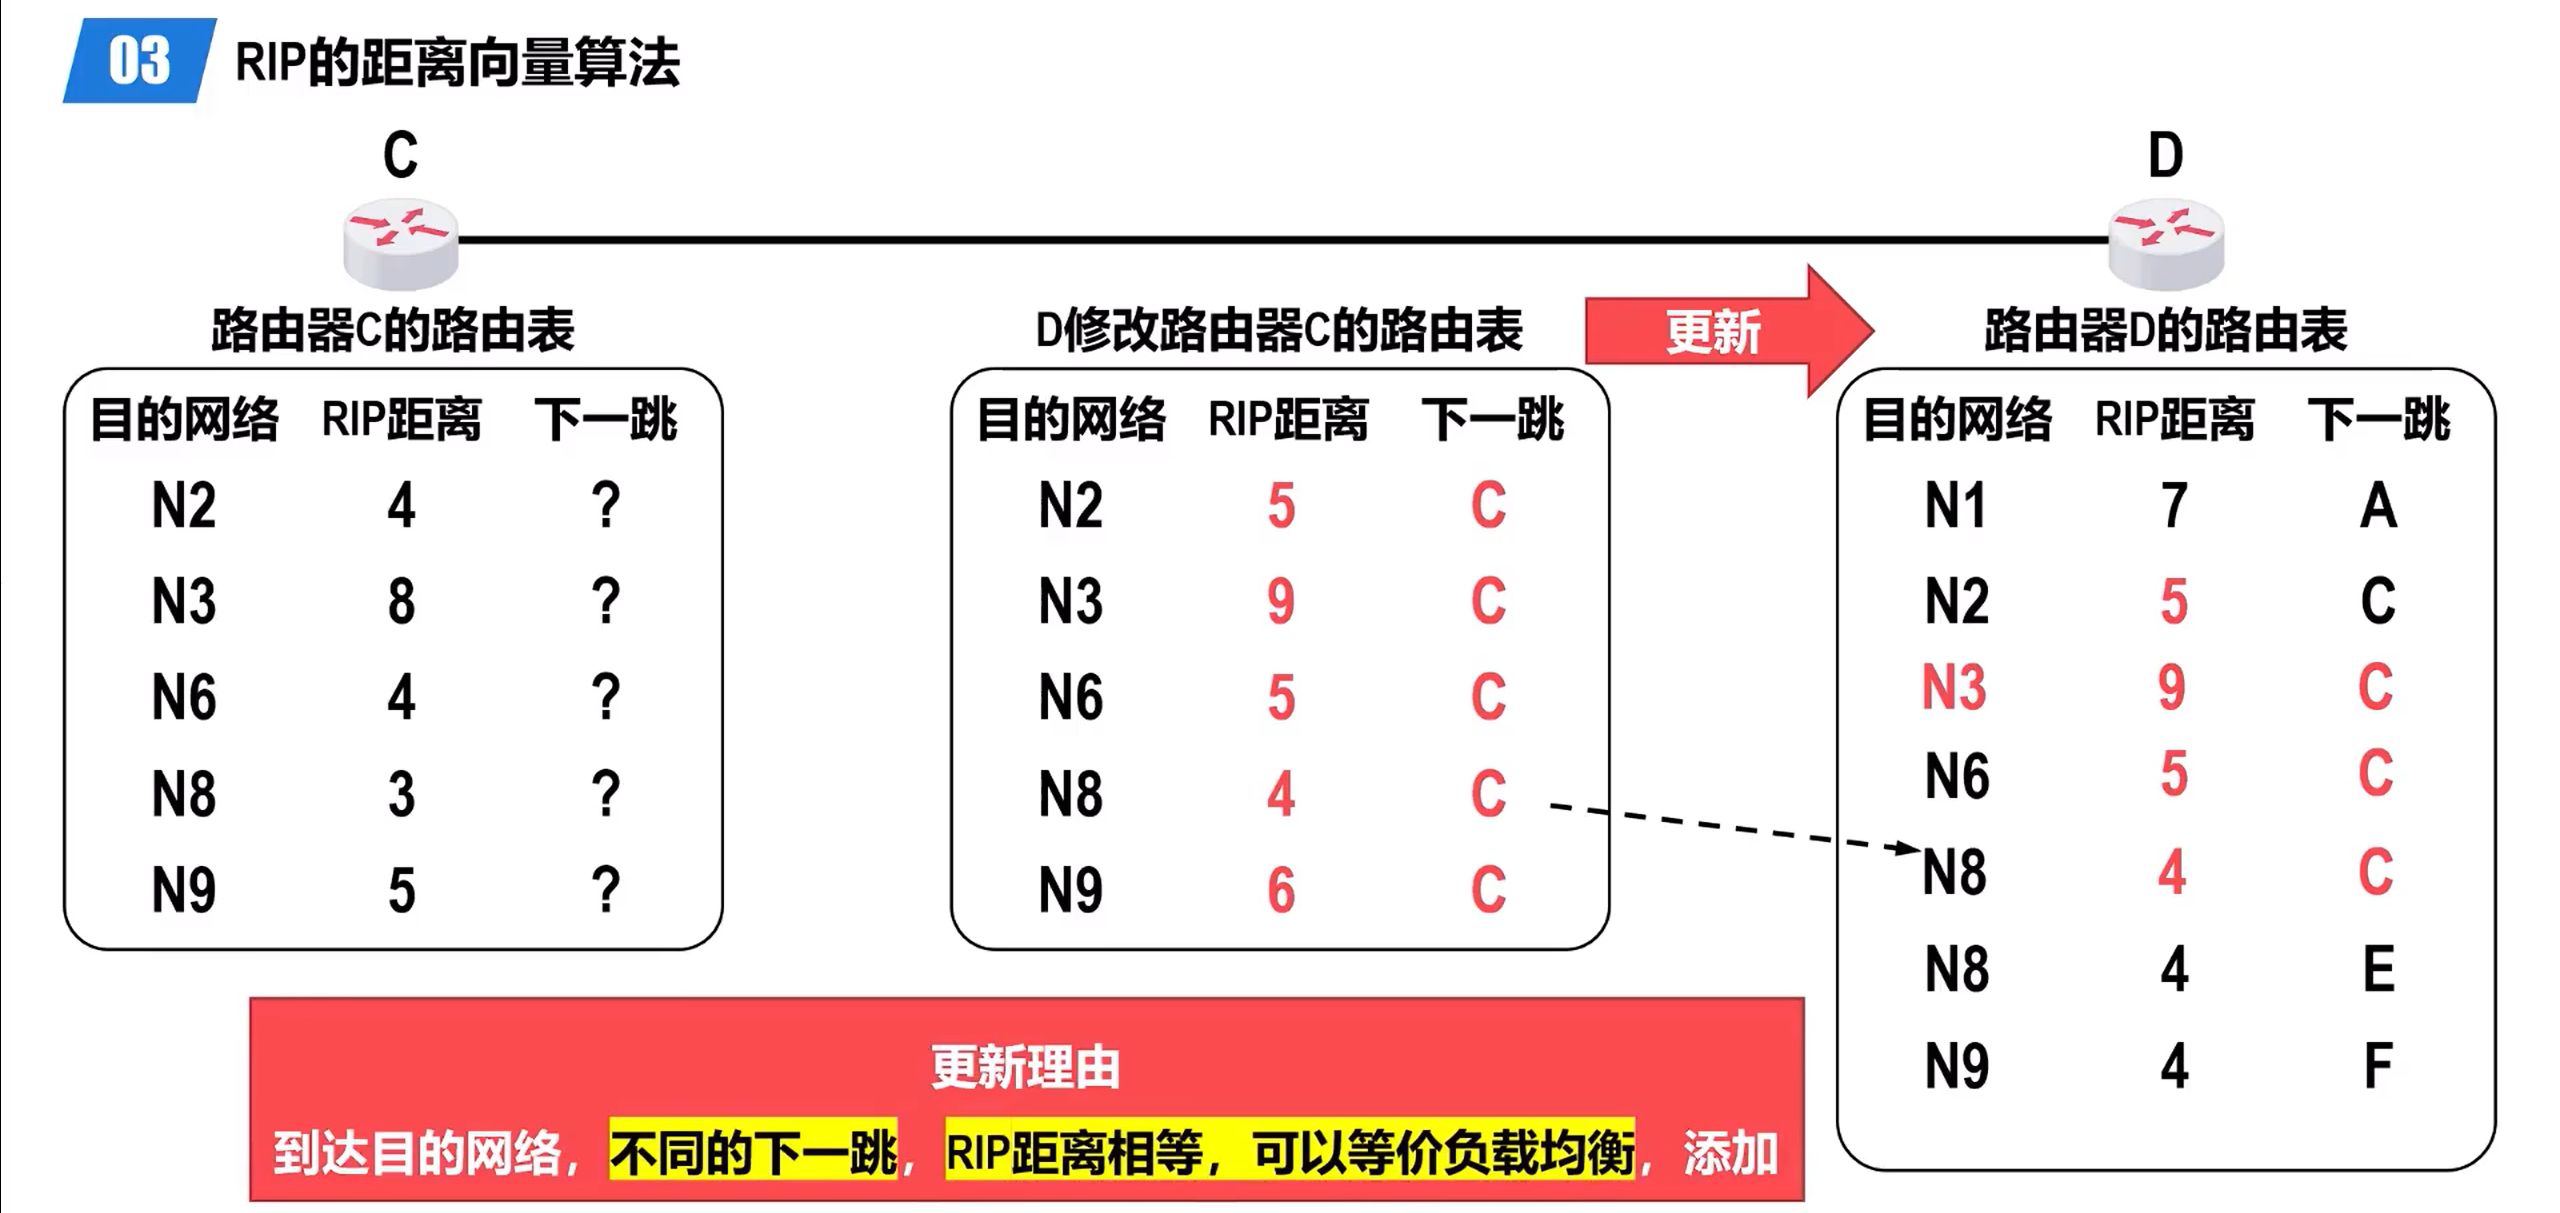 03 RIP的距离向量算法
C
D
路由器C的路由表
目的网络 RIP距离 下一跳
N2 4 ?
N3 8 ?
N6 4 ?
N8 3 ?
N9 5 ?
D修改路由器C的路由表
目的网络 RIP距离 下一跳
N2 5 C
N3 9 C
N6 5 C
N8 4 C
N9 6 C
更新
路由器D的路由表
目的网络 RIP距离 下一跳
N1 7 A
N2 5 C
N3 9 C
N6 5 C
N8 4 C
N8 4 E
N9 4 F
更新理由
到达目的网络，不同的下一跳，RIP距离相等，可以等价负载均衡，添加